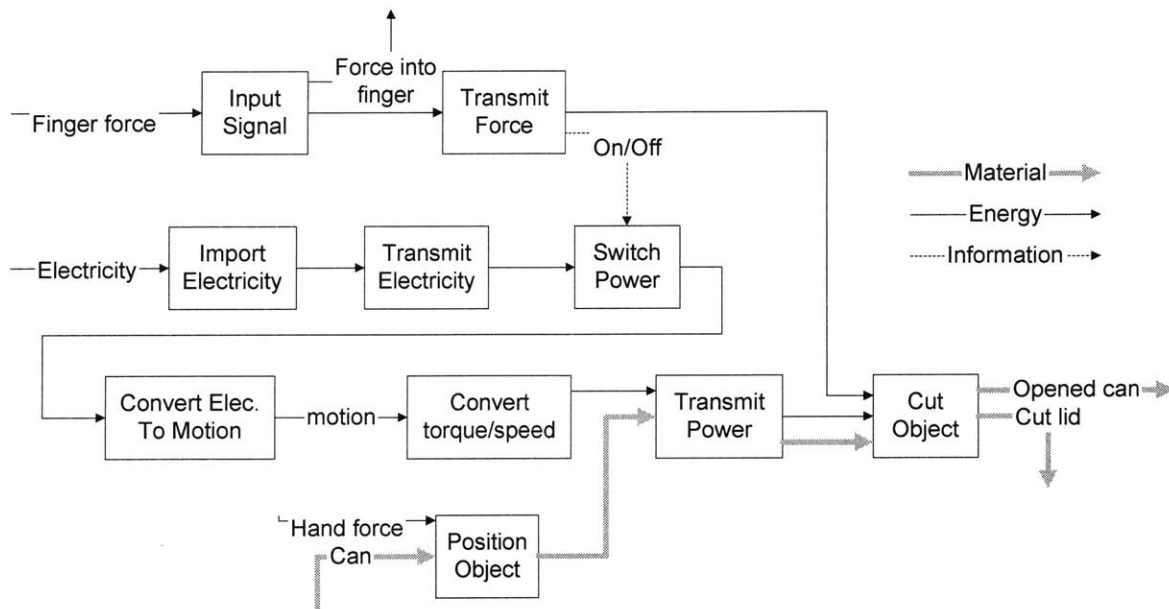 Force into
finger
Finger force
Input
Signal
Transmit
Force
On/Off
Material
Energy
Information
Electricity
Import
Electricity
Transmit
Electricity
Switch
Power
Convert Elec.
To Motion
motion
Convert
torque/speed
Transmit
Power
Cut
Object
Opened can
Cut lid
Hand force
Can
Position
Object